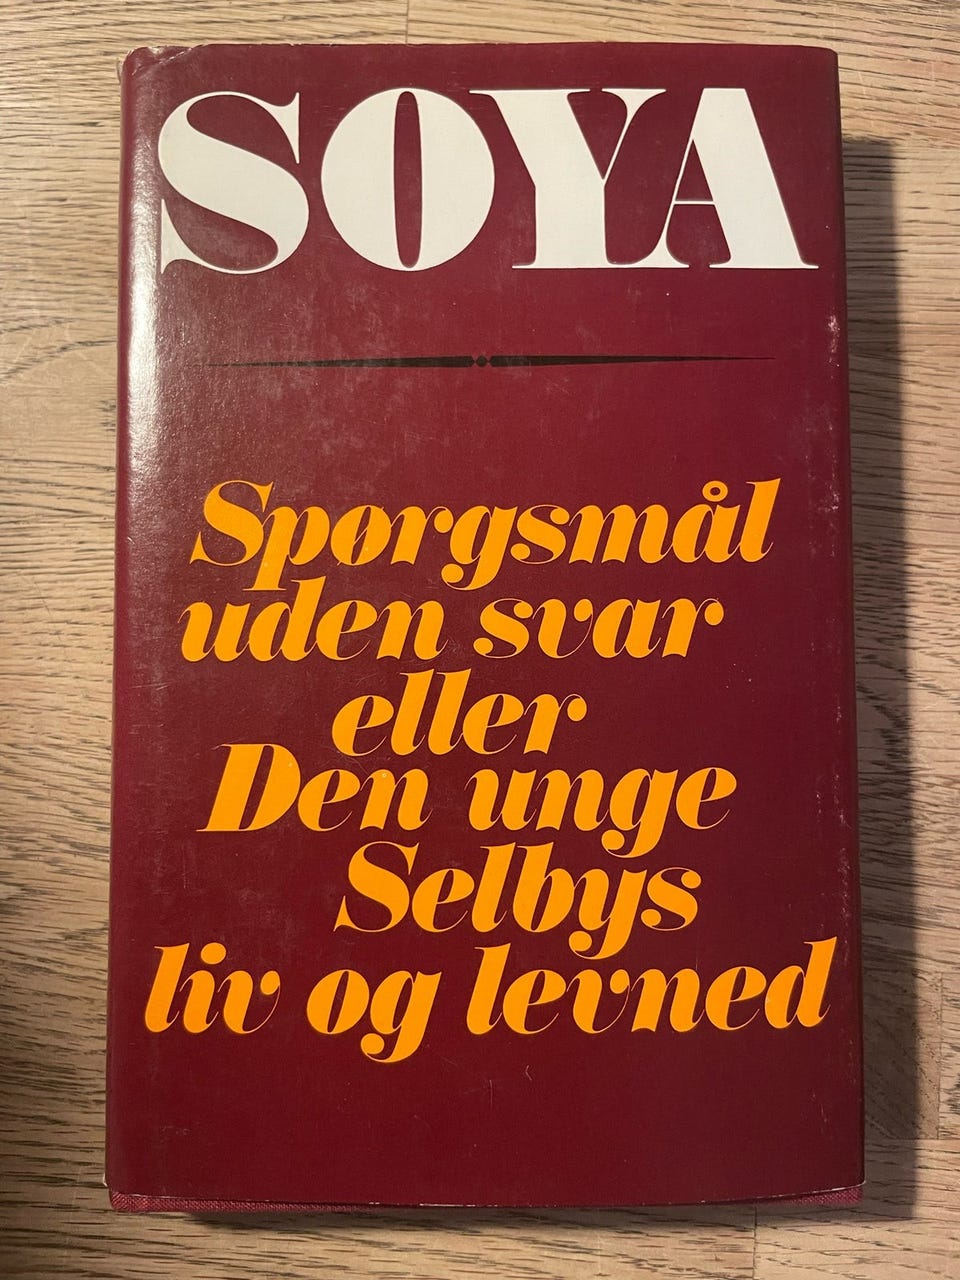 SOYA
Spørgsmål
uden svar
eller
Den unge
Selbys
liv og levned